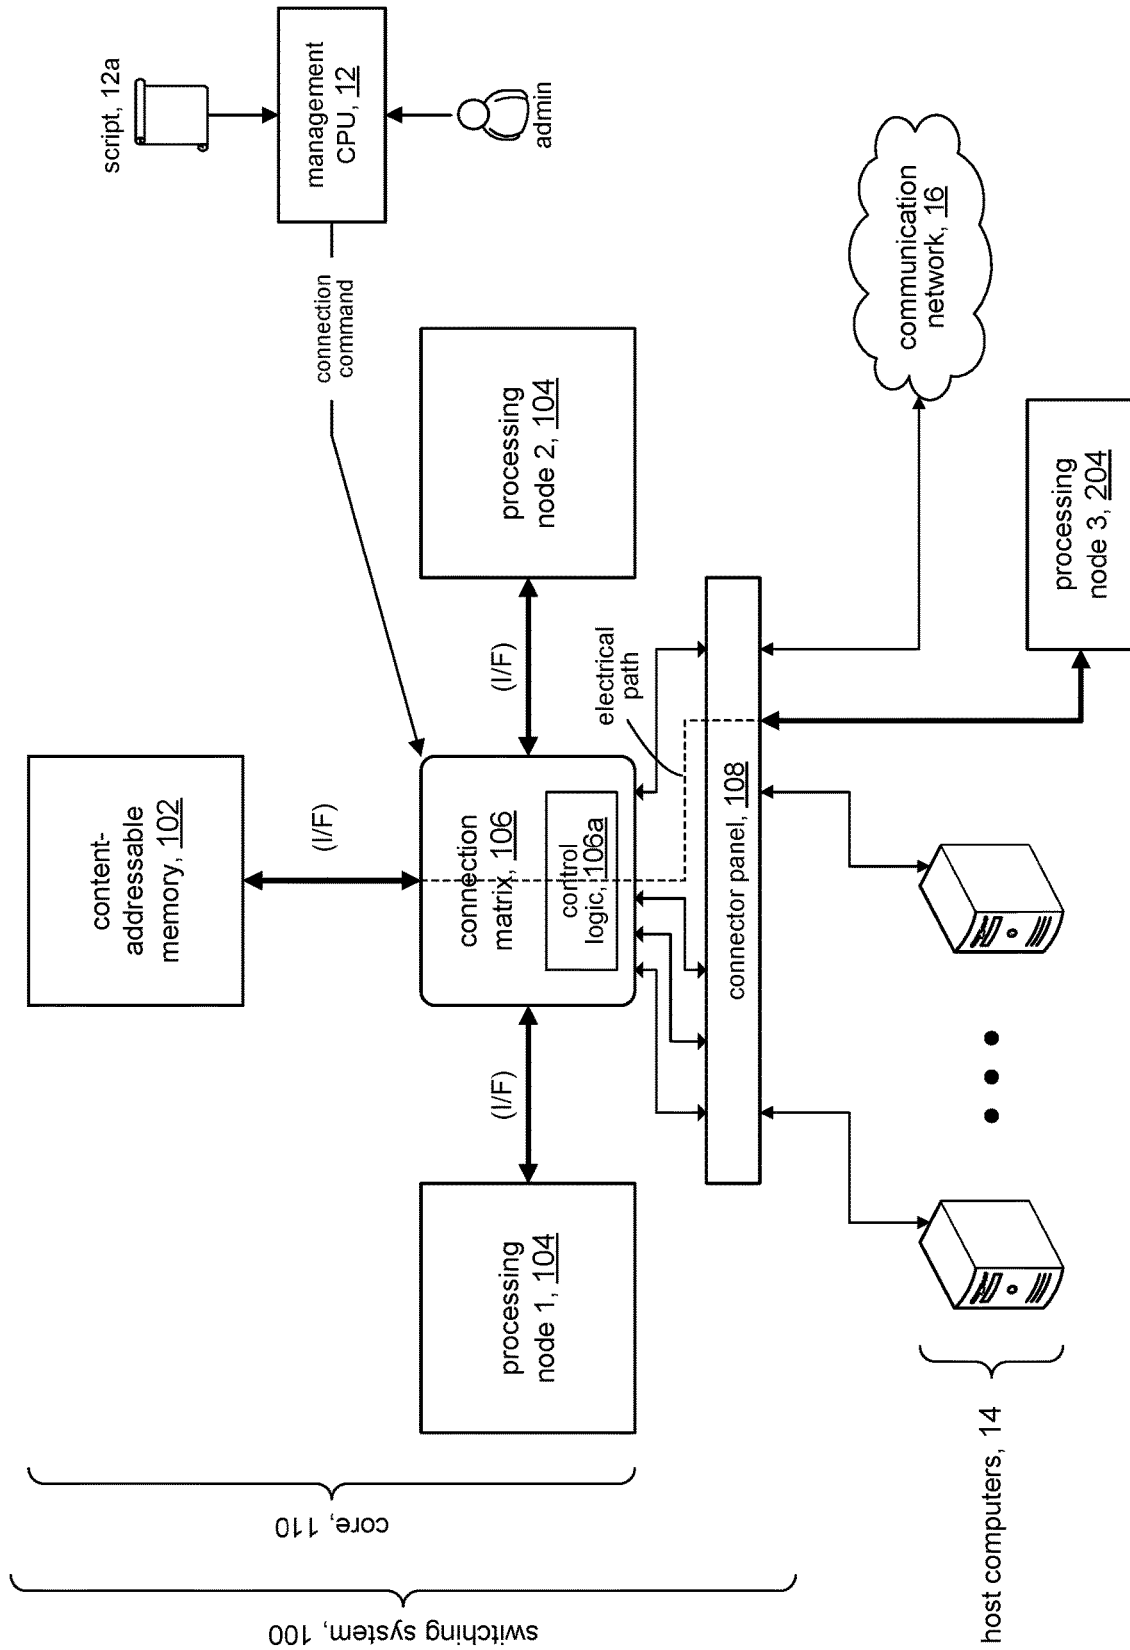 switching system, 100
core, 110
content-
addressable
memory, 102
(I/F)
script, 12a
management
CPU, 12
admin
connection
command
processing
node 1, 104
(I/F)
connection
matrix, 106
control
logic, 106a
(I/F)
processing
node 2, 104
electrical
path
connector panel, 108
host computers, 14
communication
network, 16
processing
node 3, 204